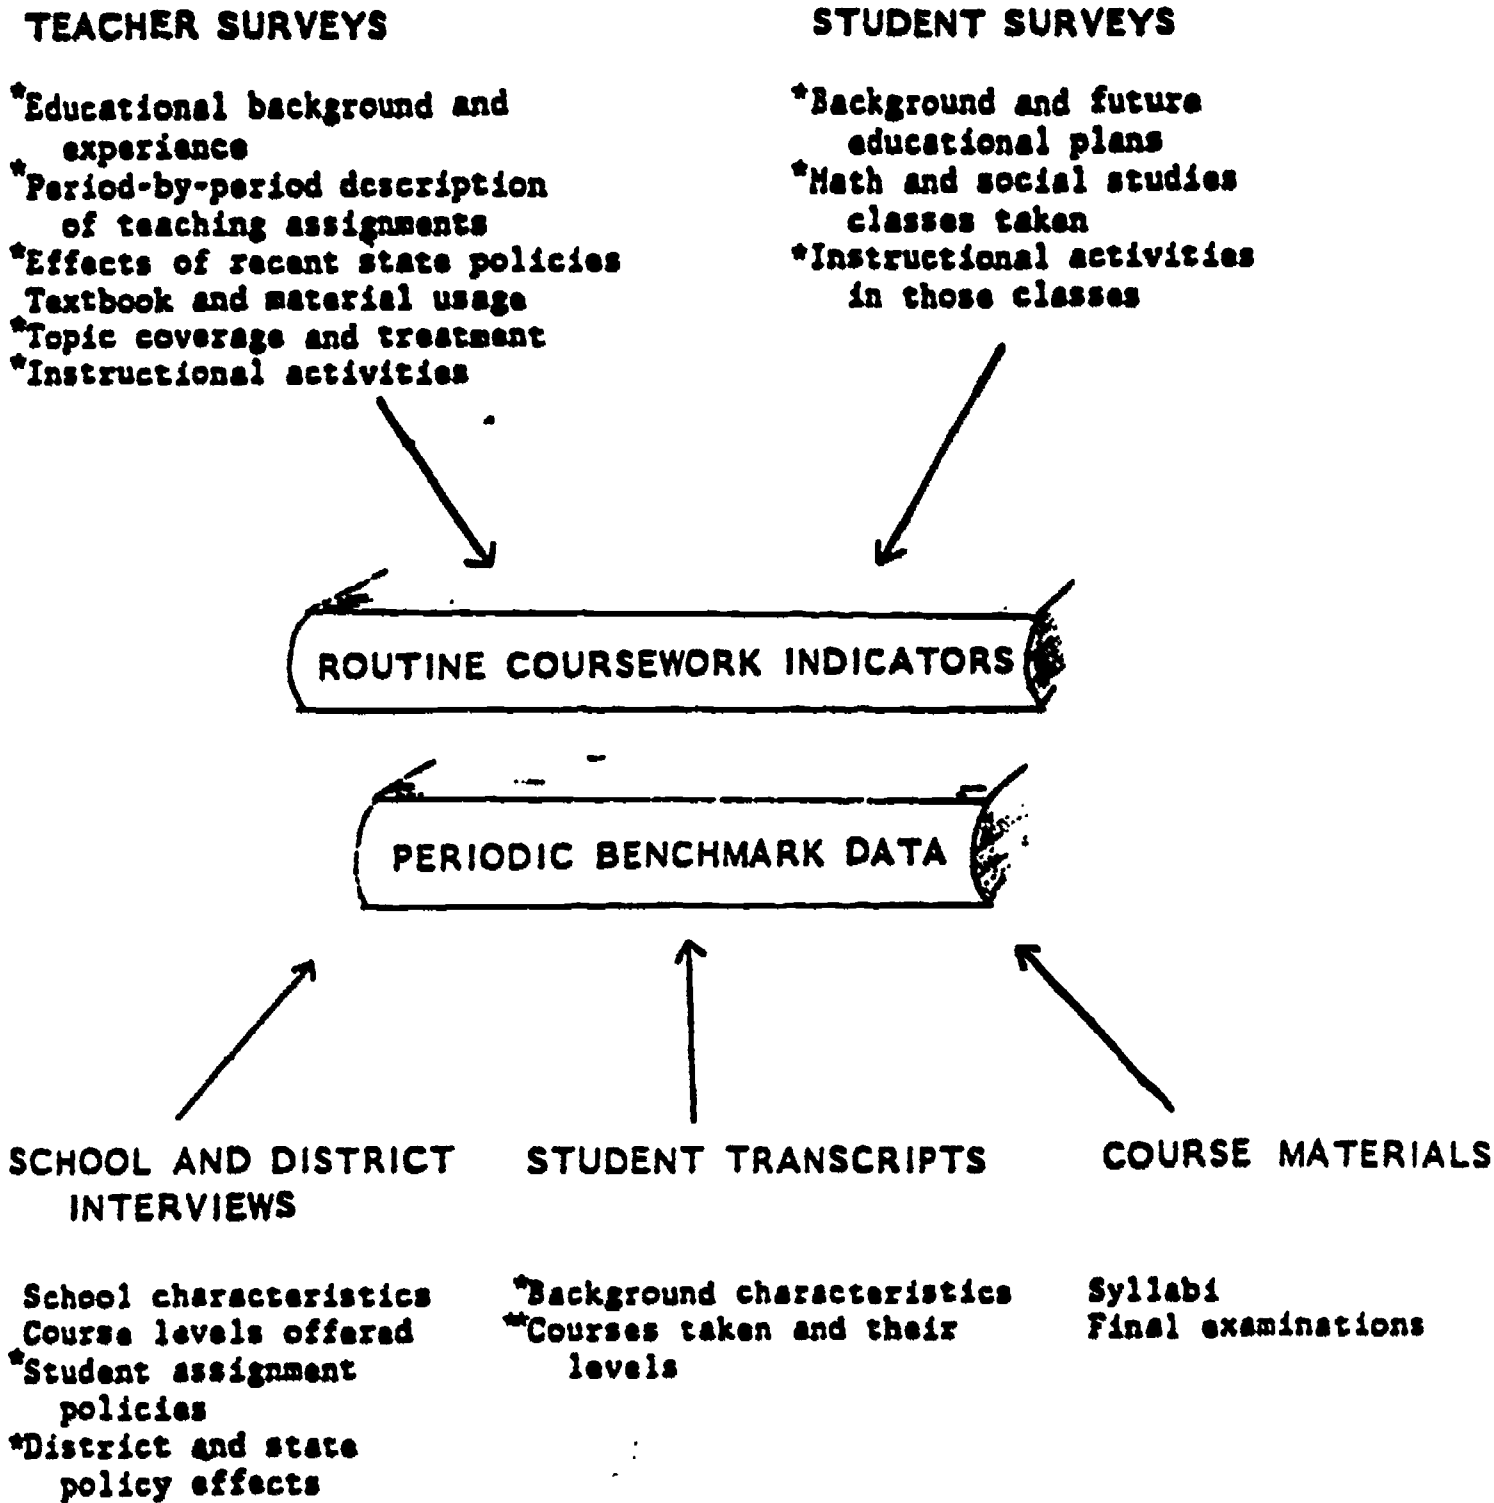 TEACHER SURVEYS
*Educational background and
experience
*Period-by-period description
of teaching assignments
*Effects of recent state policies
Textbook and material usage
*Topic coverage and treatment
*Instructional activities
STUDENT SURVEYS
*Background and future
educational plans
*Math and social studies
classes taken
*Instructional activities
in those classes
ROUTINE COURSEWORK INDICATORS
PERIODIC BENCHMARK DATA
SCHOOL AND DISTRICT
INTERVIEWS
School characteristics
Course levels offered
*Student assignment
policies
*District and state
policy effects
STUDENT TRANSCRIPTS
*Background characteristics
**Courses taken and their
levels
COURSE MATERIALS
Syllabi
Final examinations